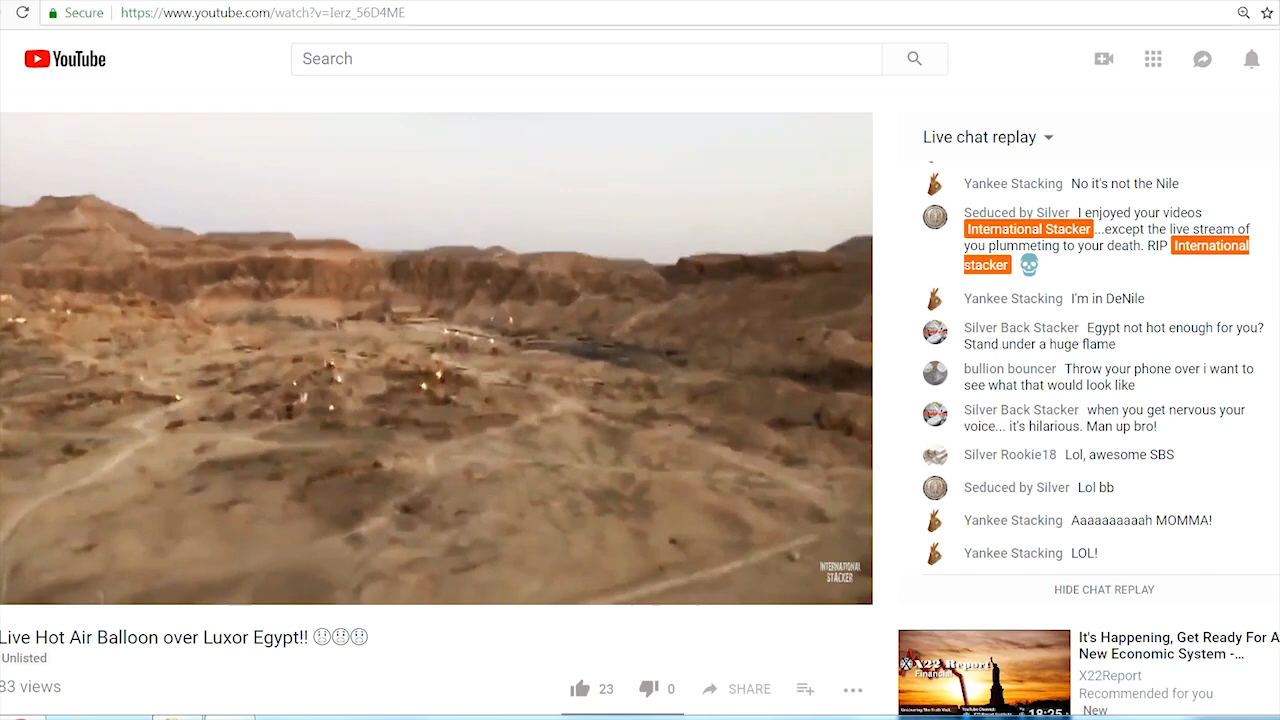 Secure https://www.youtube.com/watch?v=Ierz_56D4ME
YouTube
Search
Live chat replay
Yankee Stacking No it's not the Nile
Seduced by Silver I enjoyed your videos
International Stacker...except the live stream of
you plummeting to your death. RIP International
stacker
Yankee Stacking I'm in DeNile
Silver Back Stacker Egypt not hot enough for you?
Stand under a huge flame
bullion bouncer Throw your phone over i want to
see what that would look like
Silver Back Stacker when you get nervous your
voice... it's hilarious. Man up bro!
Silver Rookie18 Lol, awesome SBS
Seduced by Silver Lol bb
Yankee Stacking Aaaaaaaaaah MOMMA!
Yankee Stacking LOL!
HIDE CHAT REPLAY
INTERNATIONAL
STACKER
Live Hot Air Balloon over Luxor Egypt!!
Unlisted
83 views
23 0 SHARE
X22 Report
Financial
18:25
It's Happening, Get Ready For A
New Economic System -...
X22Report
Recommended for you
New